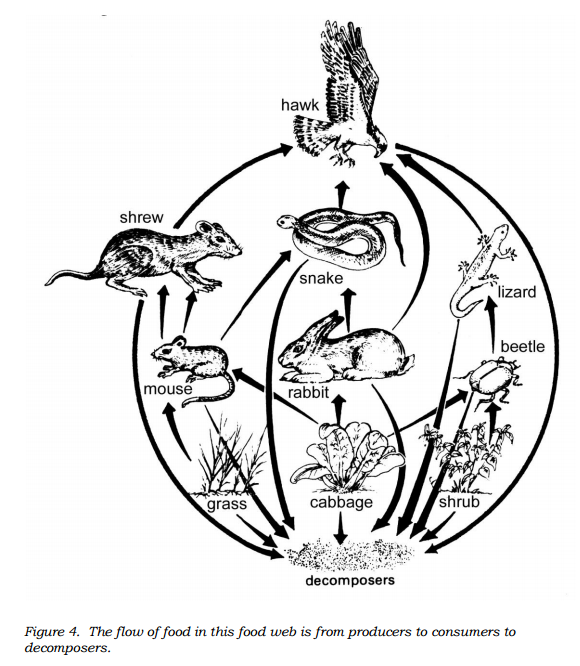 hawk
shrew
snake
lizard
beetle
mouse
rabbit
grass
cabbage
shrub
decomposers
Figure 4. The flow of food in this food web is from producers to consumers to
decomposers.